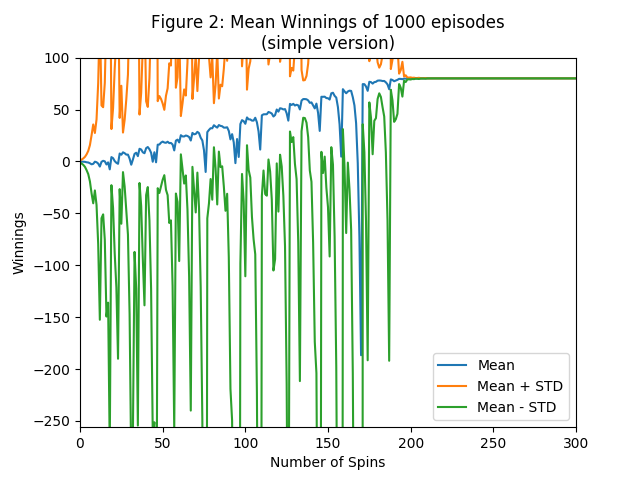 Figure 2: Mean Winnings of 1000 episodes
(simple version)
100
50
0
−50
−100
−150
−200
−250
Winnings
0 50 100 150 200 250 300
Number of Spins
Mean
Mean + STD
Mean - STD